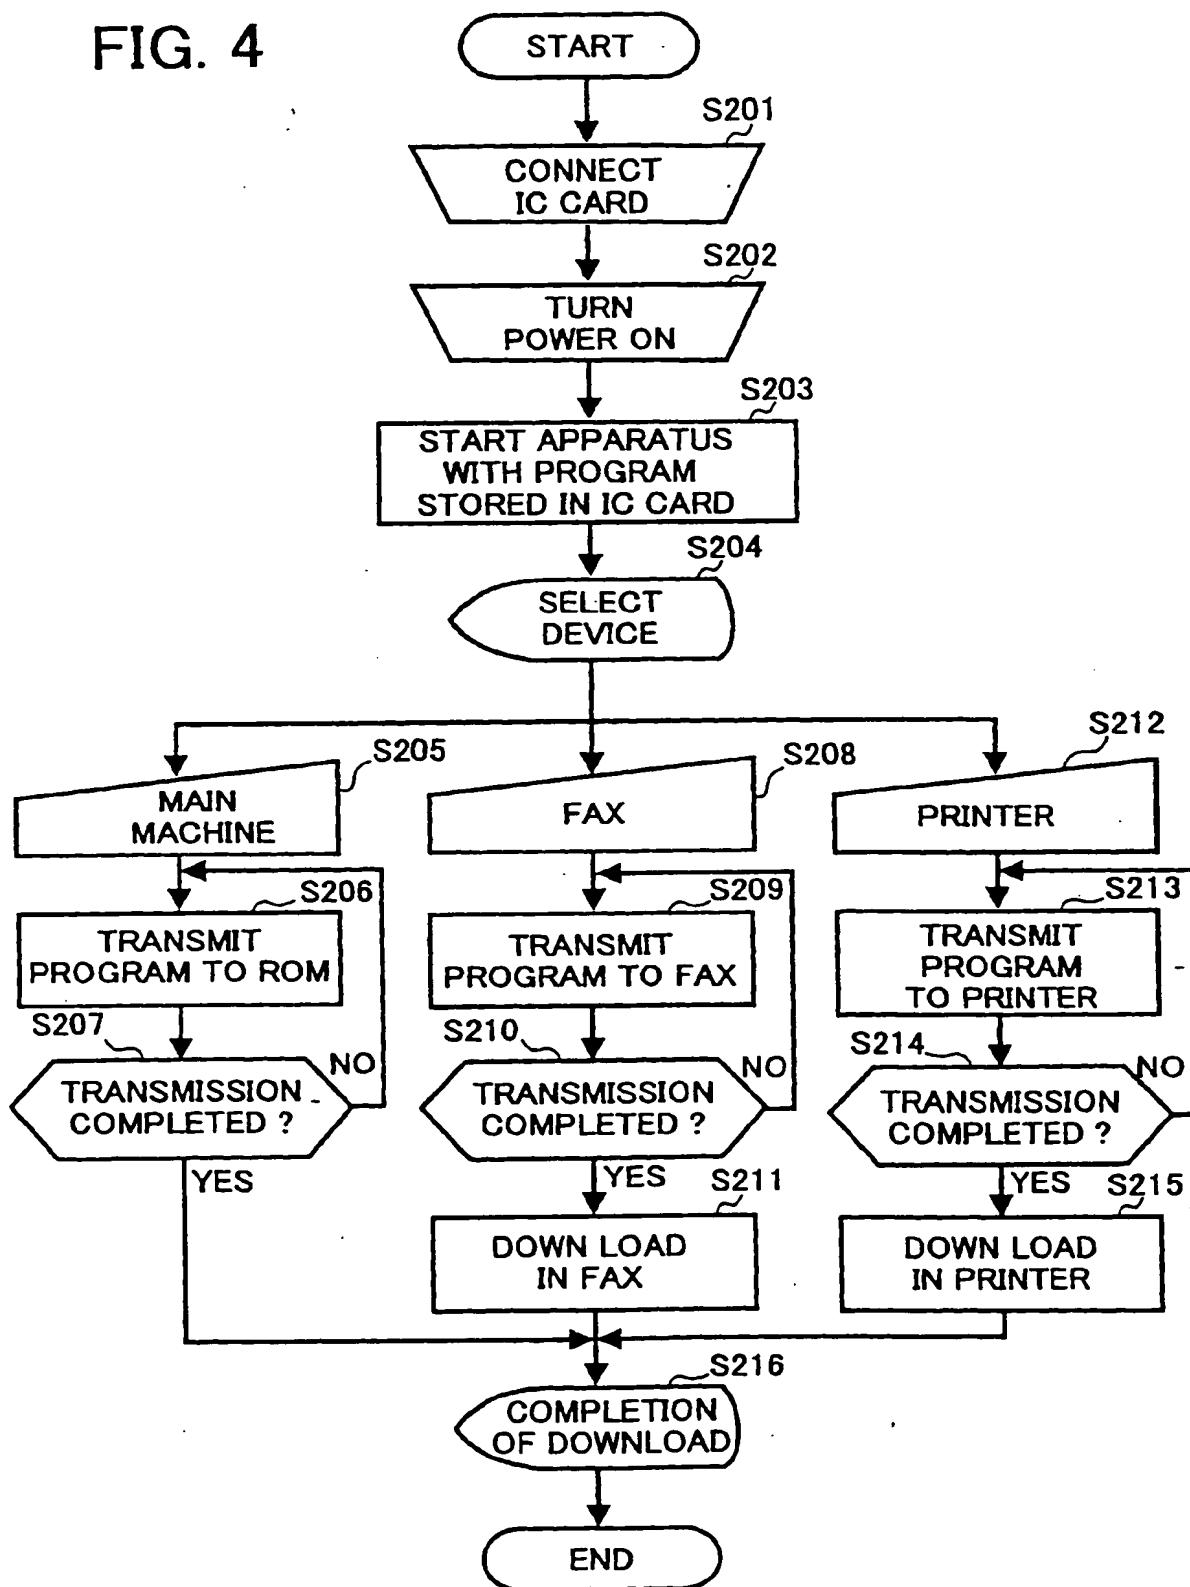 FIG. 4
START
S201
CONNECT
IC CARD
S202
TURN
POWER ON
S203
START APPARATUS
WITH PROGRAM
STORED IN IC CARD
S204
SELECT
DEVICE
S205
MAIN
MACHINE
S206
TRANSMIT
PROGRAM TO ROM
S207
TRANSMISSION
COMPLETED ?
NO
YES
S208
FAX
S209
TRANSMIT
PROGRAM TO FAX
S210
TRANSMISSION
COMPLETED ?
NO
YES
S211
DOWN LOAD
IN FAX
S212
PRINTER
S213
TRANSMIT
PROGRAM
TO PRINTER
S214
TRANSMISSION
COMPLETED ?
NO
YES
S215
DOWN LOAD
IN PRINTER
S216
COMPLETION
OF DOWNLOAD
END